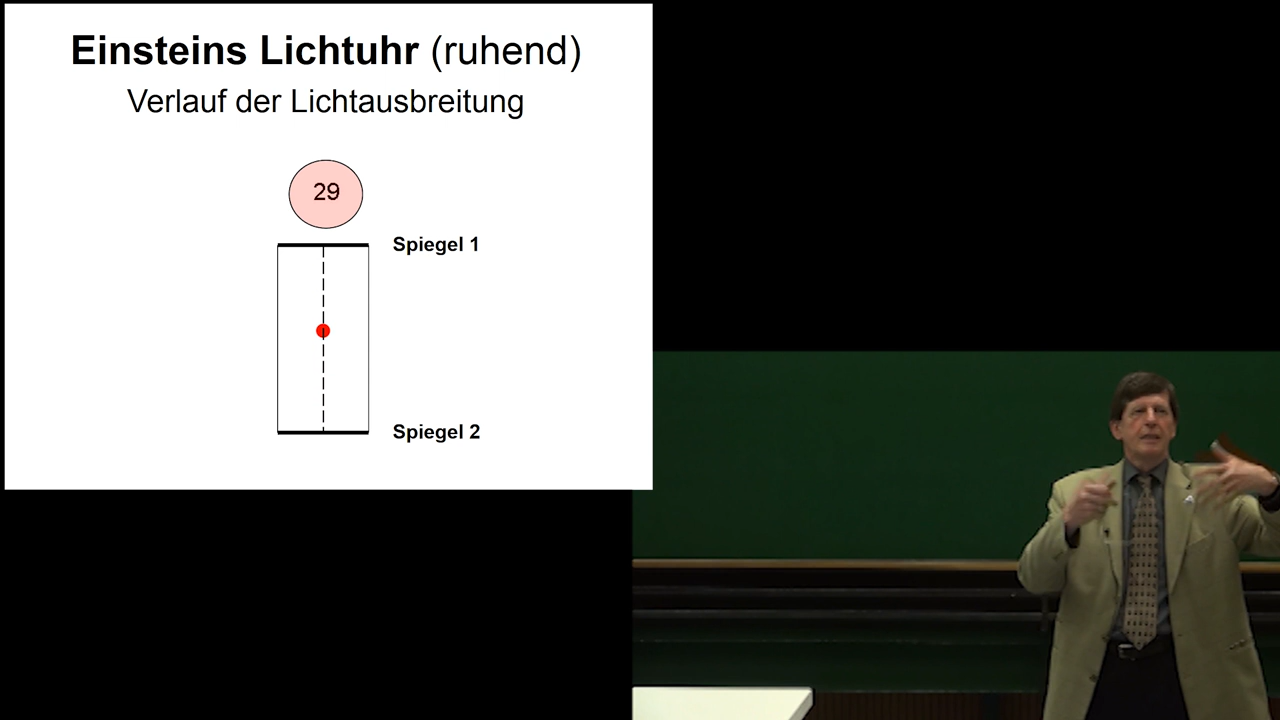 Einsteins Lichtuhr (ruhend)
Verlauf der Lichtausbreitung
29
Spiegel 1
Spiegel 2